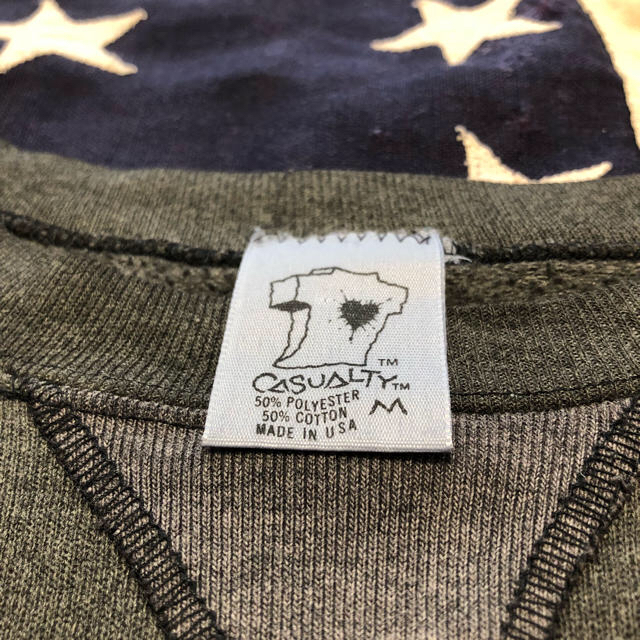 ™
CASUALTY™
50% POLYESTER M
50% COTTON
MADE IN USA